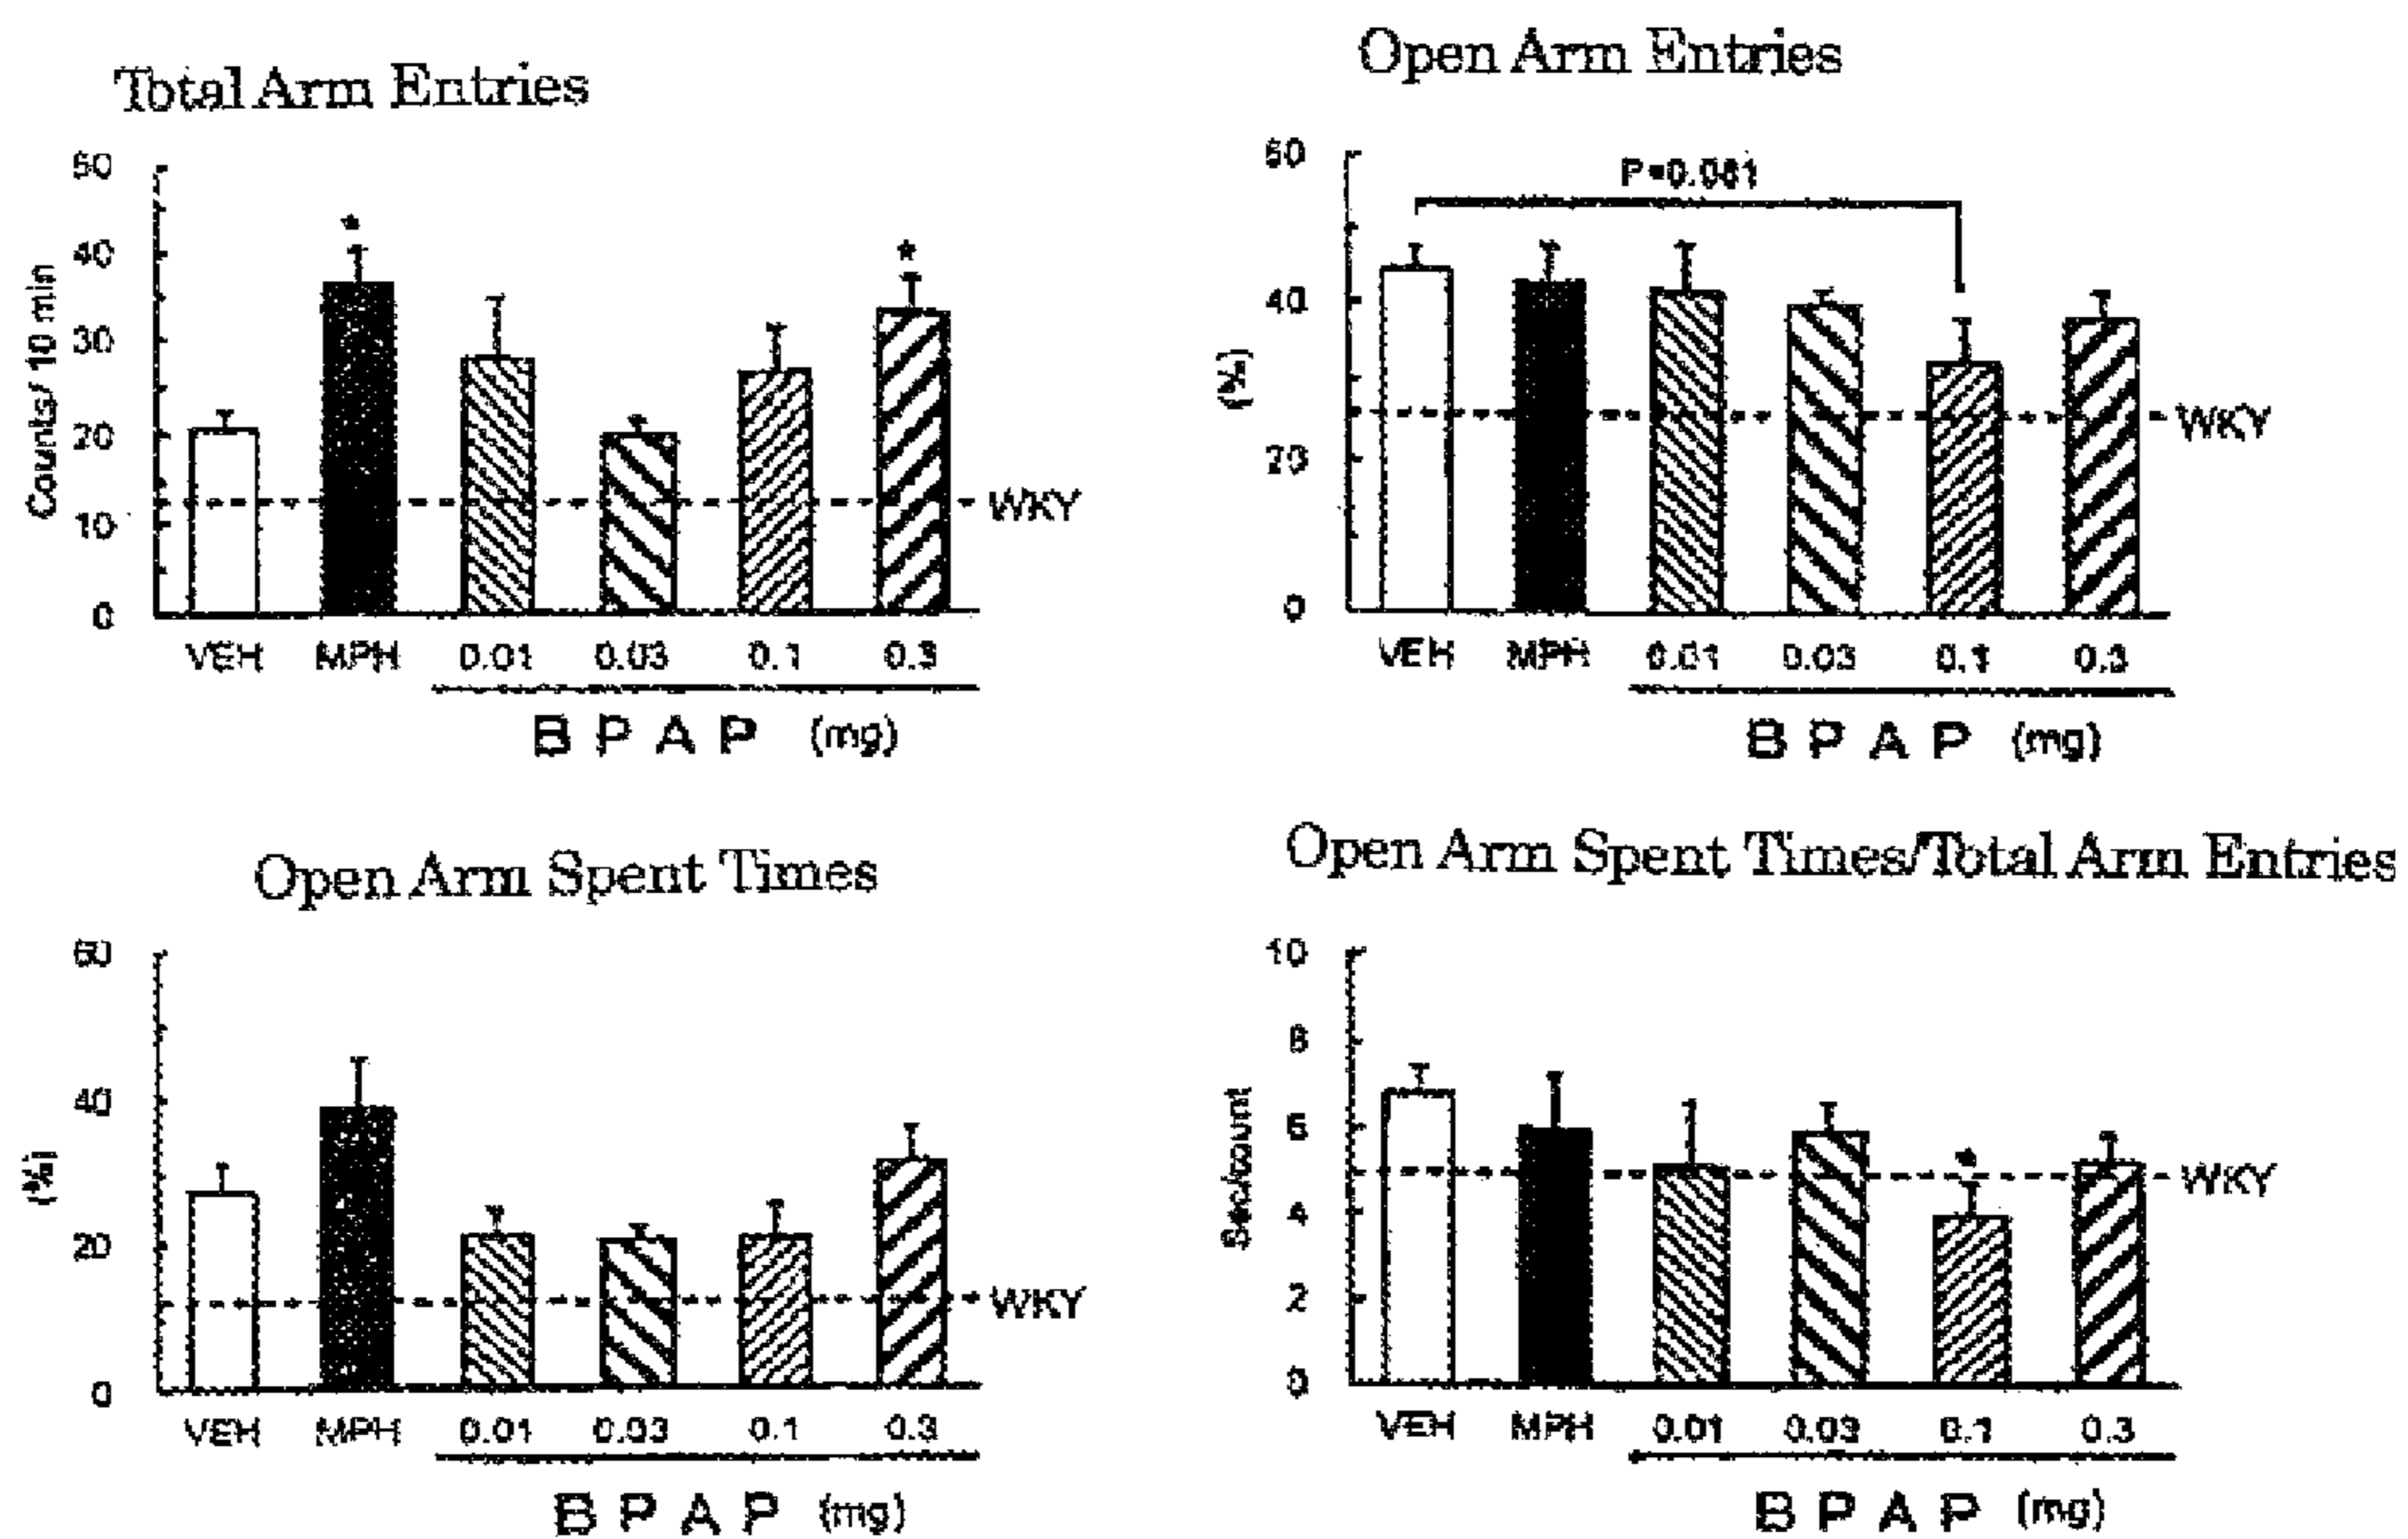 Total Arm Entries
50
40
30
20
10
0
Counts/ 10 min
*
*
WKY
VEH MPH 0.01 0.03 0.1 0.3
BPAP (mg)
Open Arm Entries
60
40
20
0
(%)
WKY
VEH MPH 0.01 0.03 0.1 0.3
BPAP (mg)
Open Arm Spent Times
60
40
20
0
(%)
WKY
VEH MPH 0.01 0.03 0.1 0.3
BPAP (mg)
Open Arm Spent Times/Total Arm Entries
10
8
6
4
2
0
Sec/count
*
WKY
VEH MPH 0.01 0.03 0.1 0.3
BPAP (mg)